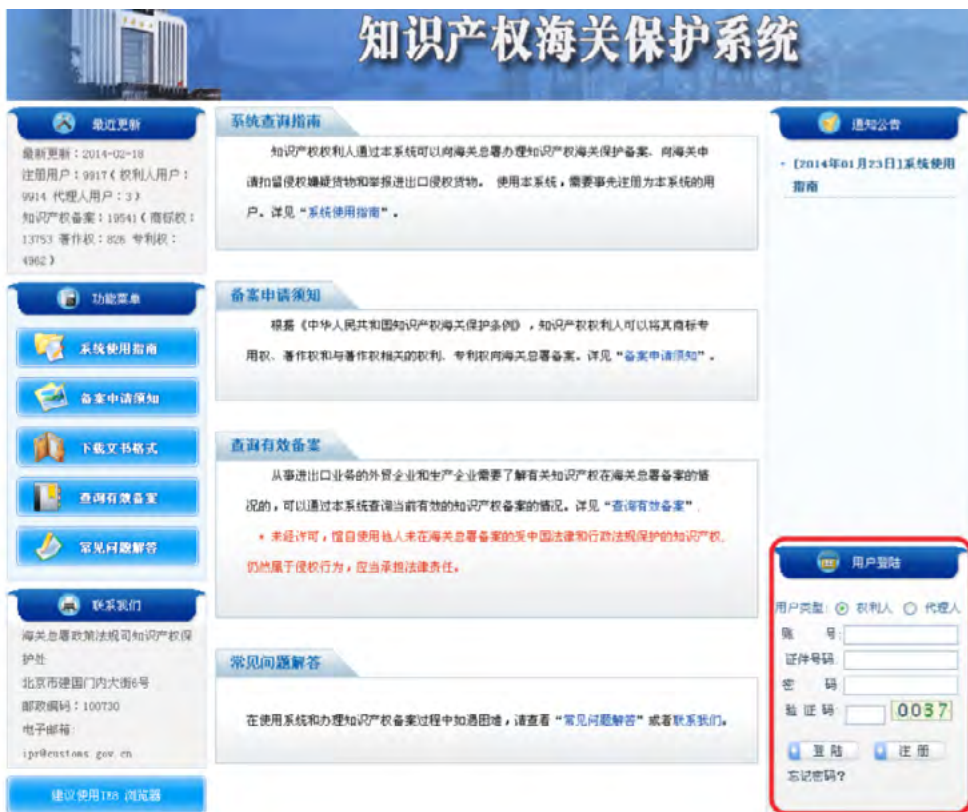 知识产权海关保护系统
最近更新
最新更新：2014-02-18
注册用户：9917（权利人用户：
9914 代理人用户：3）
知识产权备案：19541（商标权：
13753 著作权：826 专利权：
4962）
功能菜单
系统使用指南
备案申请须知
下载文书格式
查询有效备案
常见问题解答
联系我们
海关总署政策法规司知识产权保
护处
北京市建国门内大街6号
邮政编码：100730
电子邮箱:
ipr@customs.gov.cn
建议使用IE8 浏览器
系统查询指南
知识产权权利人通过本系统可以向海关总署办理知识产权海关保护备案、向海关申
请扣留侵权嫌疑货物和举报进出口侵权货物。 使用本系统，需要事先注册为本系统的用
户。详见“系统使用指南”。
备案申请须知
根据《中华人民共和国知识产权海关保护条例》，知识产权权利人可以将其商标专
用权、著作权和与著作权相关的权利、专利权向海关总署备案。详见“备案申请须知”。
查询有效备案
从事进出口业务的外贸企业和生产企业需要了解有关知识产权在海关总署备案的情
况的，可以通过本系统查询当前有效的知识产权备案的情况。详见“查询有效备案”.
* 未经许可，擅自使用他人未在海关总署备案的受中国法律和行政法规保护的知识产权，
仍然属于侵权行为，应当承担法律责任。
常见问题解答
在使用系统和办理知识产权备案过程中如遇困难，请查看“常见问题解答”或者联系我们。
通知公告
[2014年01月23日]系统使用
指南
用户登陆
用户类型: 权利人 代理人
账 号:
证件号码:
密 码
验 证 码: 0037
登 陆 注 册
忘记密码?